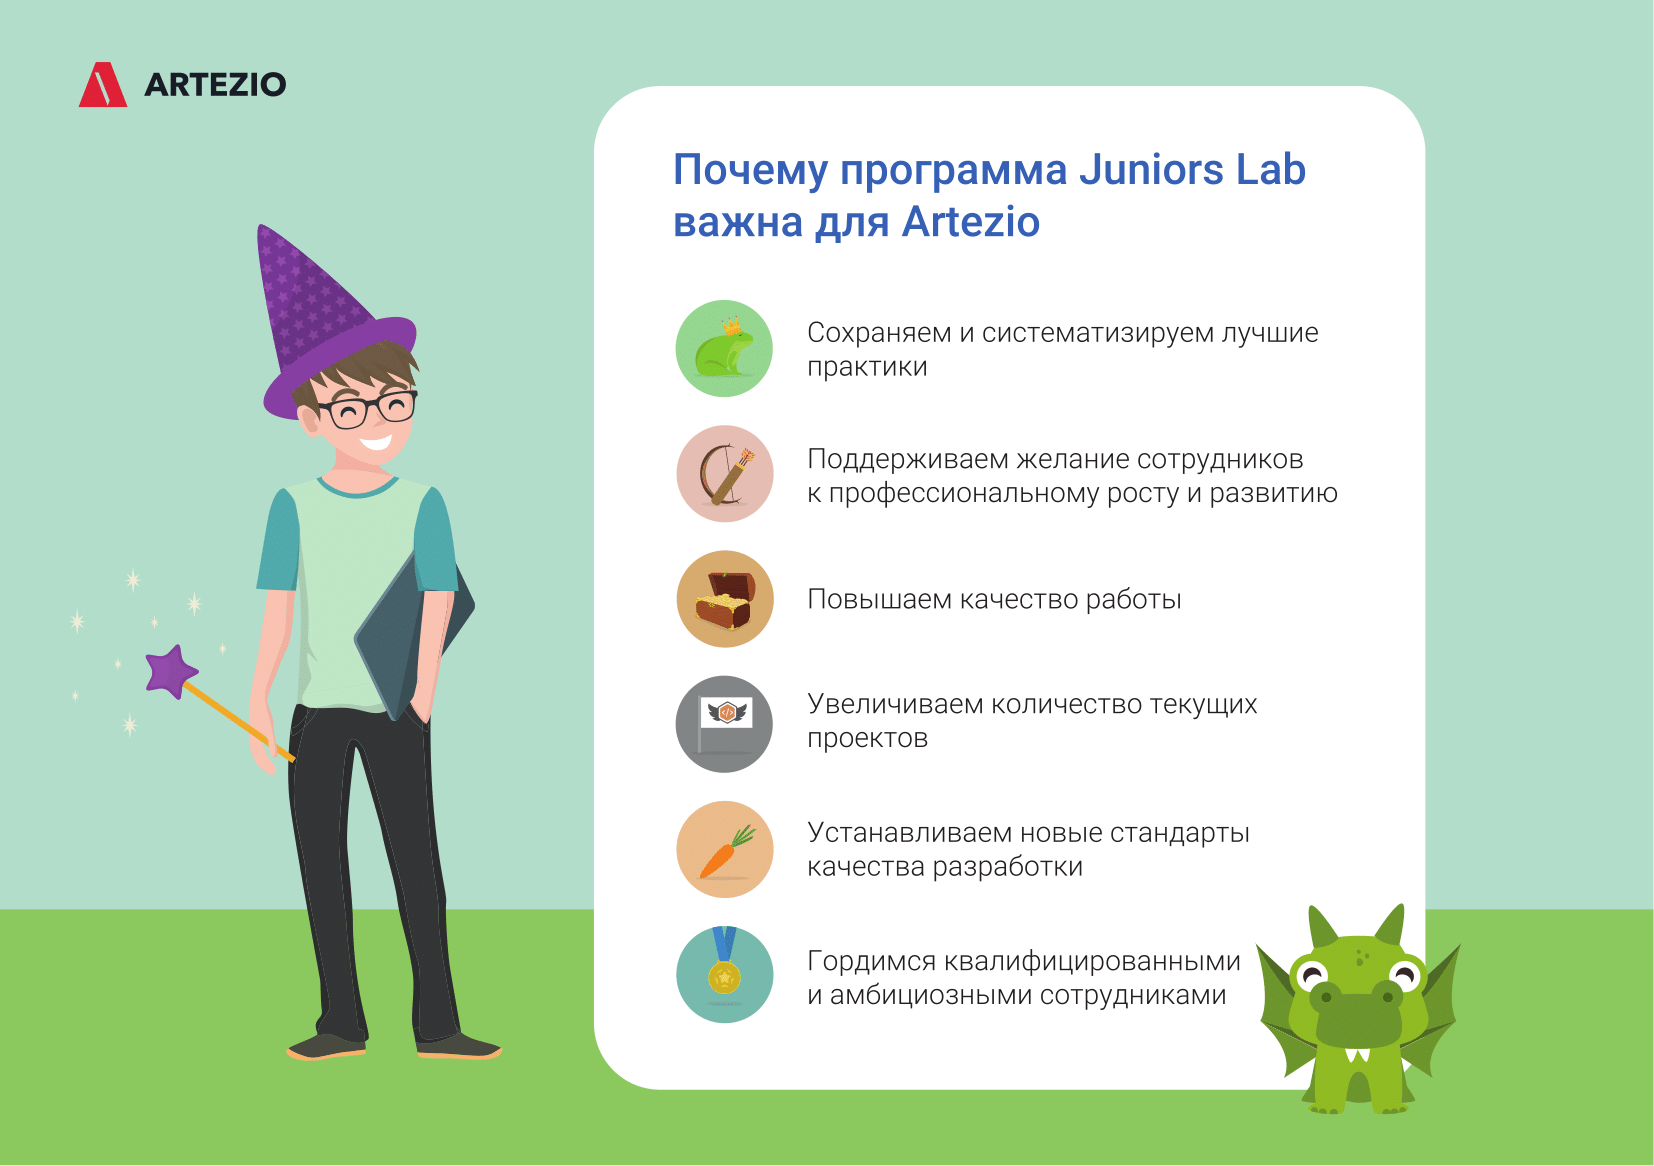 ARTEZIO
Почему программа Juniors Lab
важна для Artezio
Сохраняем и систематизируем лучшие
практики
Поддерживаем желание сотрудников
к профессиональному росту и развитию
Повышаем качество работы
Увеличиваем количество текущих
проектов
Устанавливаем новые стандарты
качества разработки
Гордимся квалифицированными
и амбициозными сотрудниками